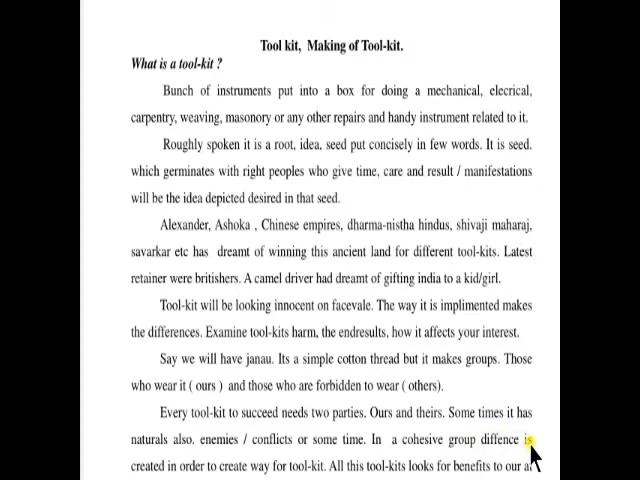 Tool kit, Making of Tool-kit.
What is a tool-kit ?
Bunch of instruments put into a box for doing a mechanical, elecrical,
carpentry, weaving, masonory or any other repairs and handy instrument related to it.
Roughly spoken it is a root, idea, seed put concisely in few words. It is seed.
which germinates with right peoples who give time, care and result / manifestations
will be the idea depicted desired in that seed.
Alexander, Ashoka , Chinese empires, dharma-nistha hindus, shivaji maharaj,
savarkar etc has dreamt of winning this ancient land for different tool-kits. Latest
retainer were britishers. A camel driver had dreamt of gifting india to a kid/girl.
Tool-kit will be looking innocent on facevale. The way it is implimented makes
the differences. Examine tool-kits harm, the endresults, how it affects your interest.
Say we will have janau. Its a simple cotton thread but it makes groups. Those
who wear it ( ours ) and those who are forbidden to wear ( others).
Every tool-kit to succeed needs two parties. Ours and theirs. Some times it has
naturals also. enemies / conflicts or some time. In a cohesive group diffence is
created in order to create way for tool-kit. All this tool-kits looks for benefits to our